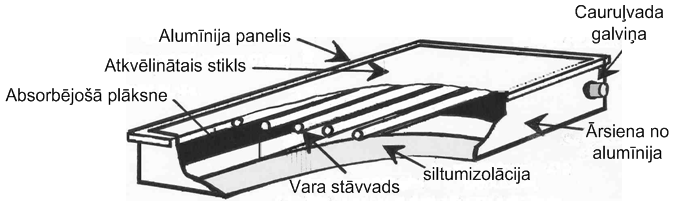 Cauruļvada
galviņa
Alumīnija panelis
Atkvēlinātais stikls
Absorbējošā plāksne
Ārsiena no
alumīnija
Vara stāvvads
siltumizolācija